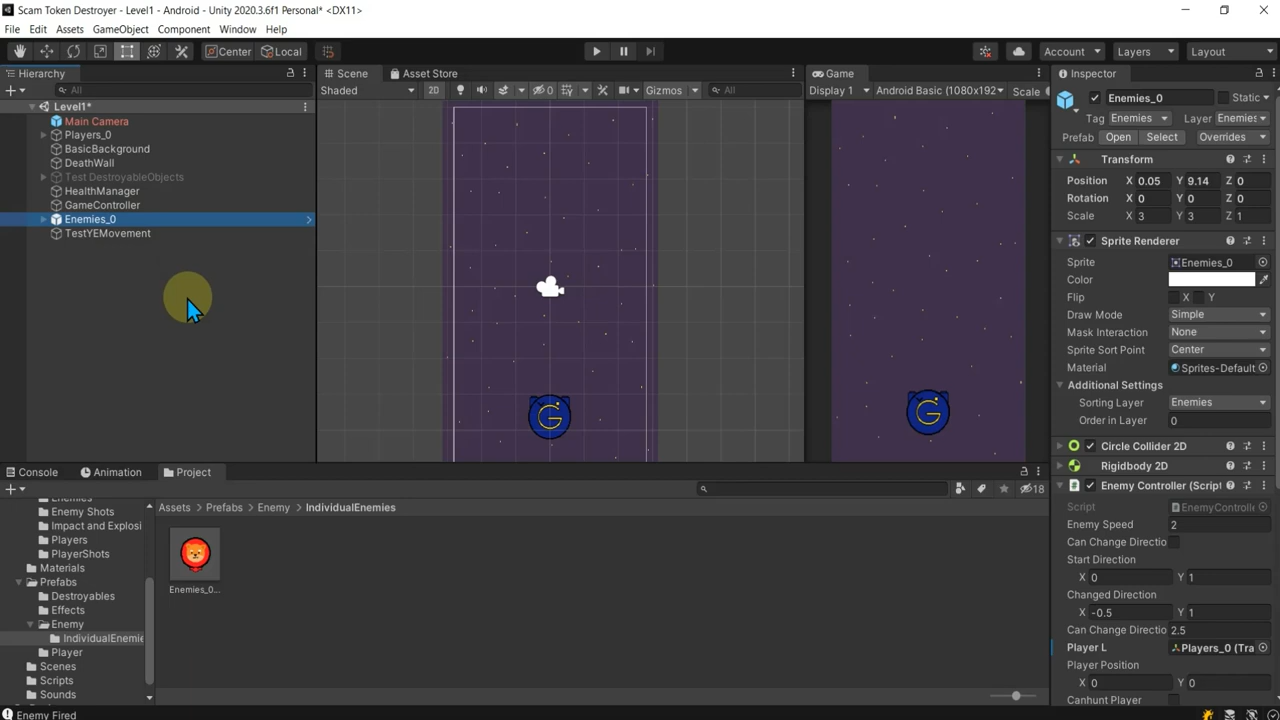 Scam Token Destroyer - Level1 - Android - Unity 2020.3.6f1 Personal* <DX11>
File Edit Assets GameObject Component Window Help
Center Local Account Layers Layout
Hierarchy Scene Asset Store Game Inspector
All Shaded 2D 0 Gizmos All Display 1 Android Basic (1080x192 Scale Enemies_0 Static
Level1*
Main Camera Tag Enemies Layer Enemies
Players_0 Prefab Open Select Overrides
BasicBackground
DeathWall Transform
Test DestroyableObjects Position X 0.05 Y 9.14 Z 0
HealthManager Rotation X 0 Y 0 Z 0
GameController Scale X 3 Y 3 Z 1
Enemies_0
TestYEMovement Sprite Renderer
Sprite Enemies_0
Color
Flip X Y
Draw Mode Simple
Mask Interaction None
Sprite Sort Point Center
Material Sprites-Default
Additional Settings
Sorting Layer Enemies
Order in Layer 0
G G
Circle Collider 2D
Rigidbody 2D
Console Animation Project
Enemy Controller (Script
18
Enemies Assets Prefabs Enemy IndividualEnemies Script EnemyControlle
Enemy Shots Enemy Speed 2
Impact and Explosi Can Change Directio
Players Start Direction
PlayerShots X 0 Y 1
Materials
Prefabs Enemies_0... Changed Direction
Destroyables X -0.5 Y 1
Effects Can Change Directio 2.5
Enemy Player L Players_0 (Tra
IndividualEnemie Player Position
Player X 0 Y 0
Scenes Canhunt Player
Scripts
Sounds
Enemy Fired